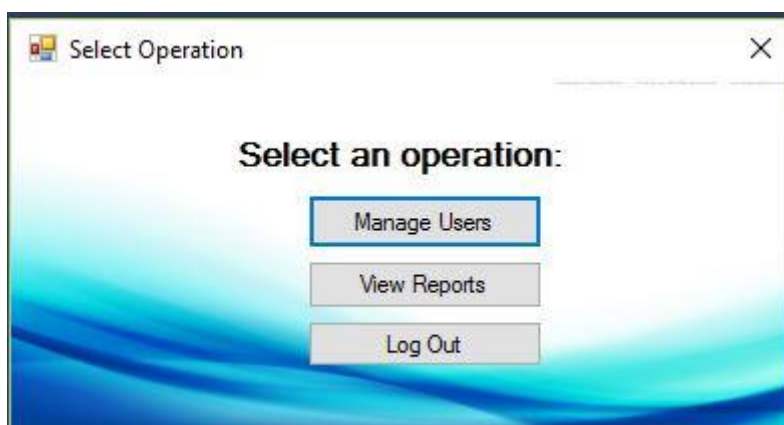 Select Operation
Select an operation:
Manage Users
View Reports
Log Out